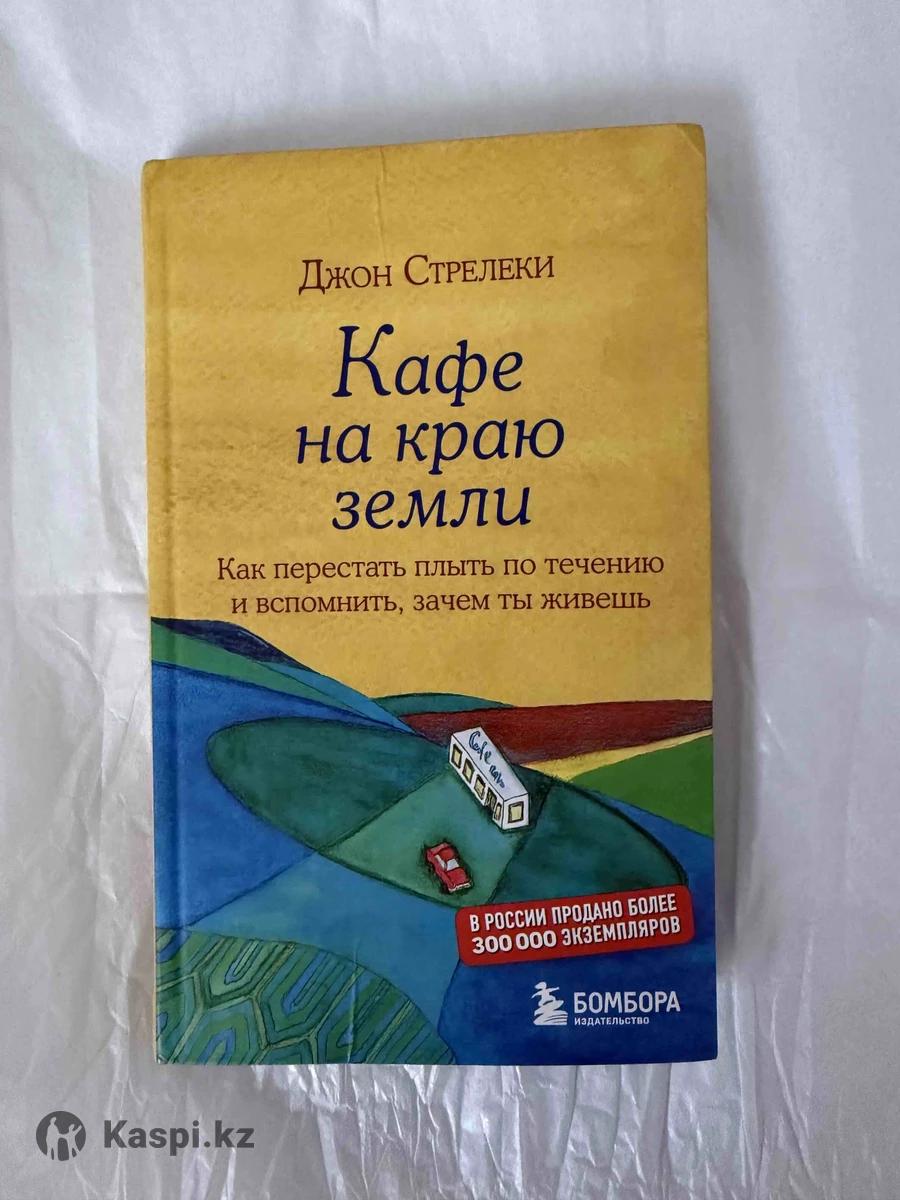 Джон Стрелеки
Кафе
на краю
земли
Как перестать плыть по течению
и вспомнить, зачем ты живешь
В РОССИИ ПРОДАНО БОЛЕЕ
300 000 ЭКЗЕМПЛЯРОВ
БОМБОРА
ИЗДАТЕЛЬСТВО
Kaspi.kz